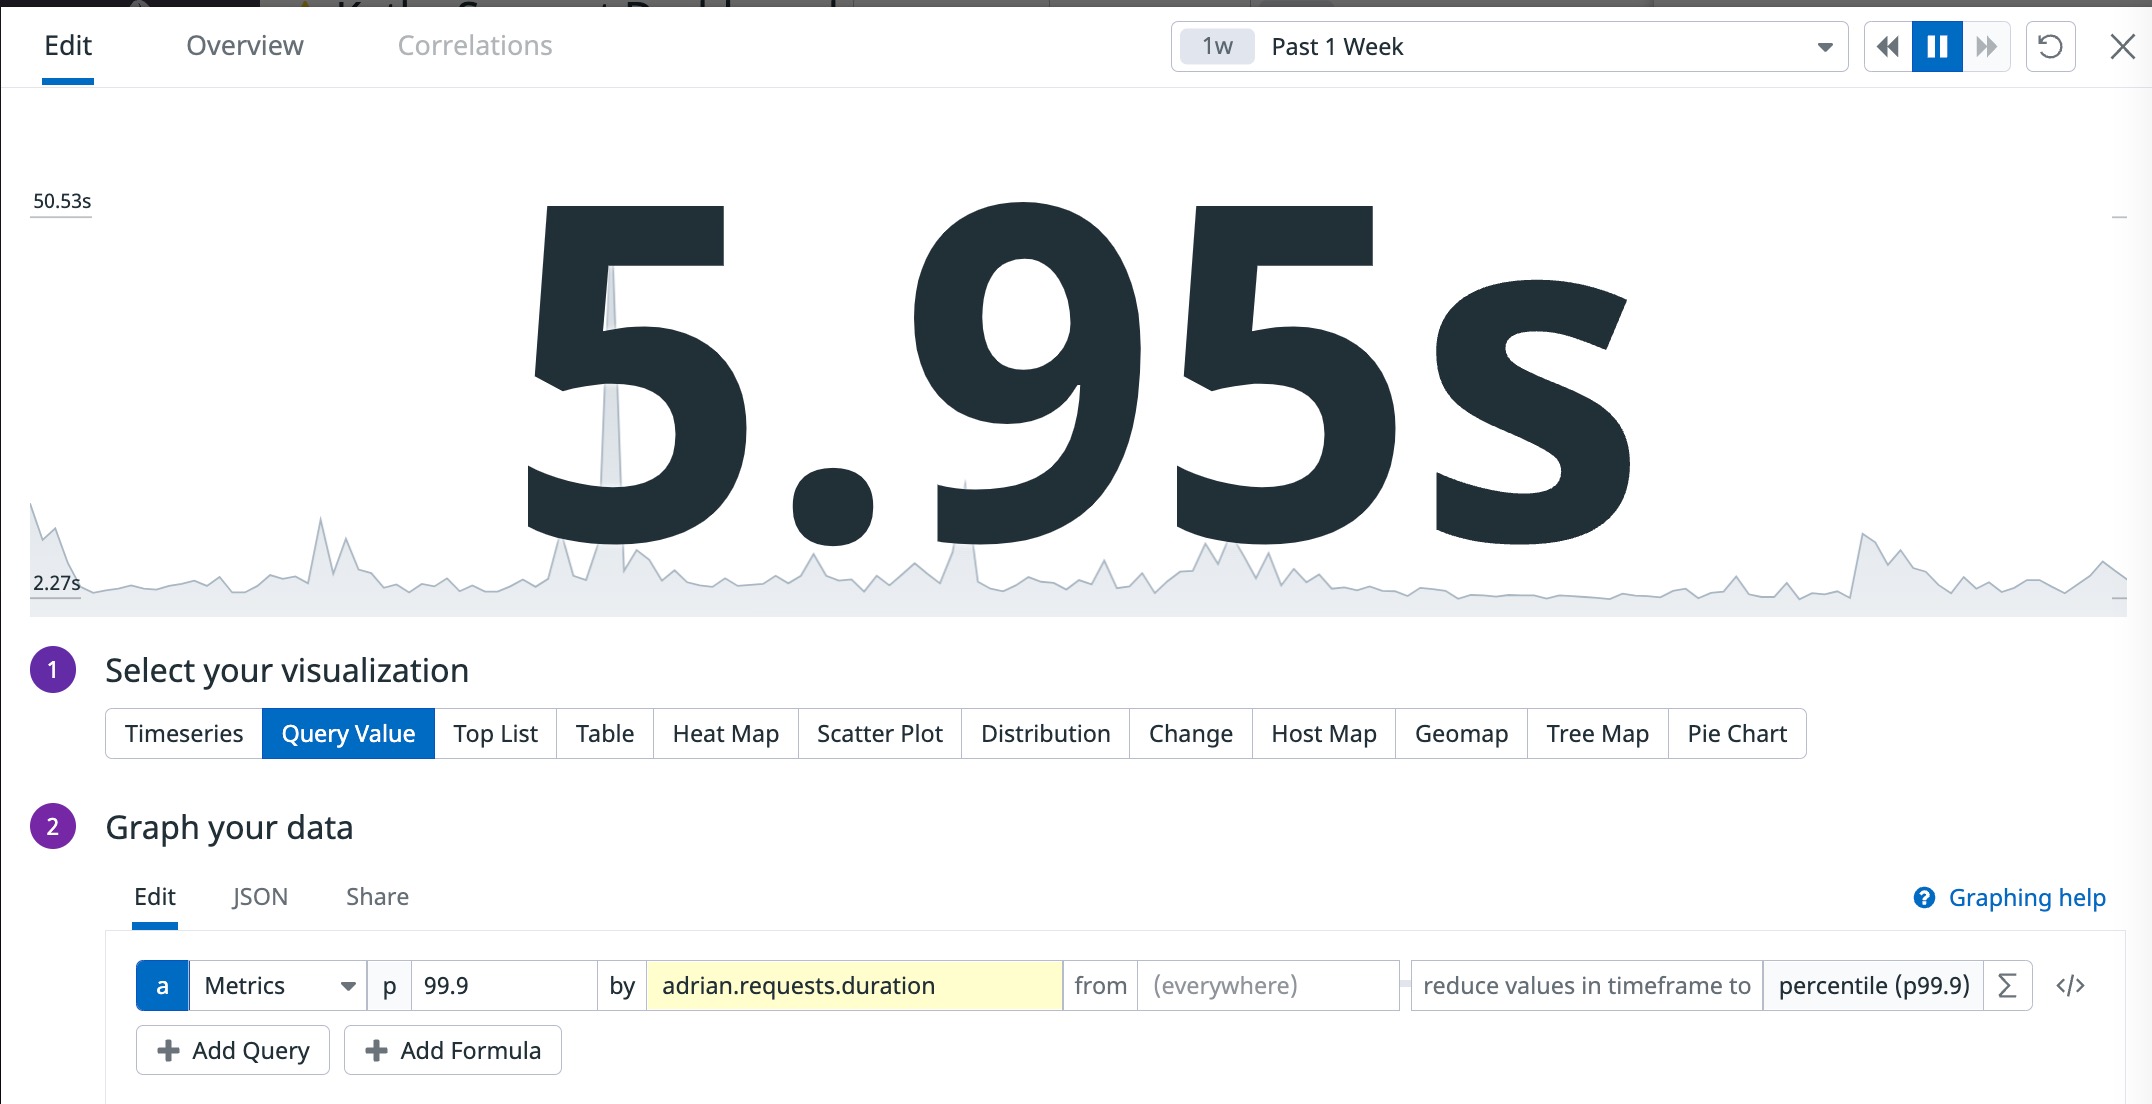 Edit Overview Correlations 1w Past 1 Week
50.53s
5.95s
2.27s
1 Select your visualization
Timeseries Query Value Top List Table Heat Map Scatter Plot Distribution Change Host Map Geomap Tree Map Pie Chart
2 Graph your data
Edit JSON Share ? Graphing help
a Metrics p 99.9 by adrian.requests.duration from (everywhere) reduce values in timeframe to percentile (p99.9) Σ </>
+ Add Query + Add Formula